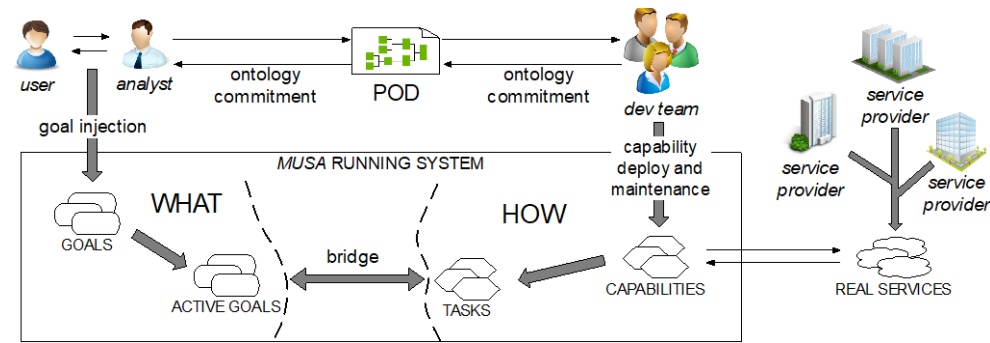 user
analyst
ontology
commitment
POD
ontology
commitment
dev team
service
provider
service
provider
service
provider
goal injection
capability
deploy and
maintenance
MUSA RUNNING SYSTEM
WHAT
HOW
GOALS
bridge
ACTIVE GOALS
TASKS
CAPABILITIES
REAL SERVICES